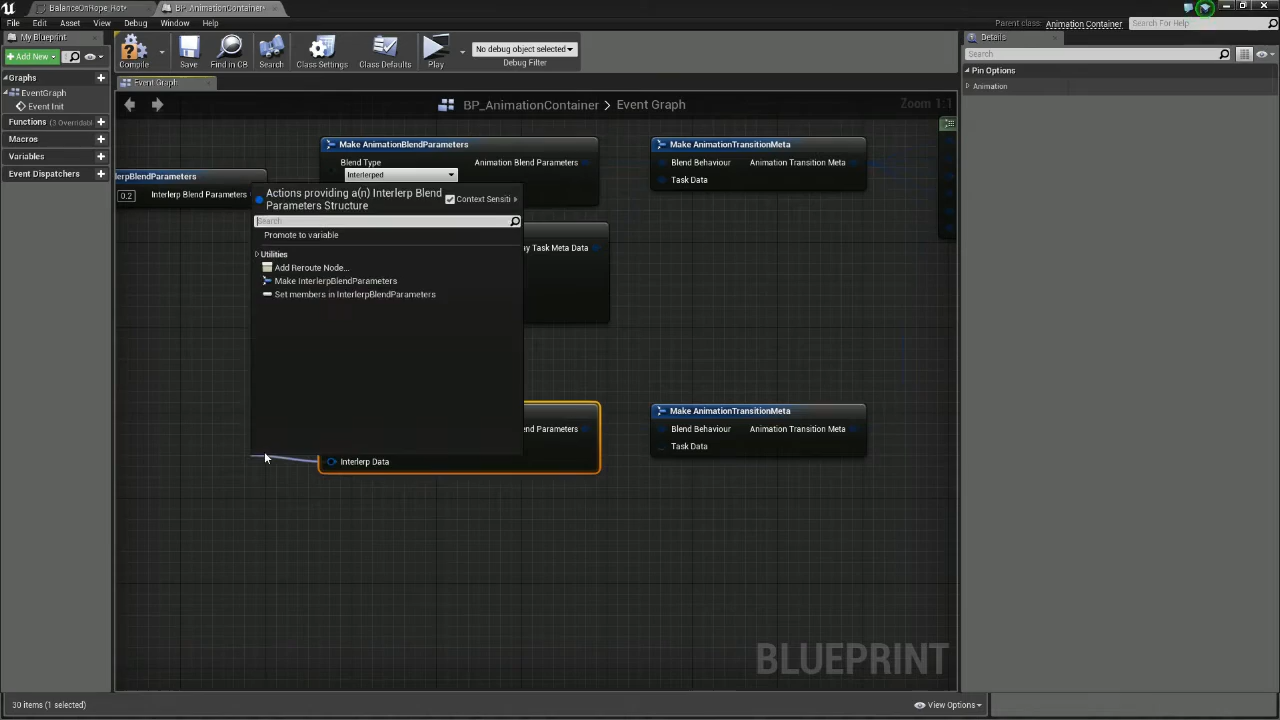 BalanceOnRope_Rot*
BP_AnimationContainer*
File Edit Asset View Debug Window Help
Parent class: Animation Container
Search For Help
My Blueprint
Details
+Add New
Compile Save Find in CB Search Class Settings Class Defaults Play
No debug object selected
Debug Filter
Search
Pin Options
Animation
Graphs
EventGraph
Event Init
Functions (3 Overridabl
Macros
Variables
Event Dispatchers
Event Graph
BP_AnimationContainer > Event Graph
Zoom 1:1
Make AnimationBlendParameters
Blend Type
Animation Blend Parameters
Interlerped
Make AnimationTransitionMeta
Blend Behaviour
Animation Transition Meta
Task Data
erlpBlendParameters
0.2
Interlerp Blend Parameters
Actions providing a(n) Interlerp Blend
Parameters Structure
Context Sensiti
Search
Promote to variable
Utilities
Add Reroute Node...
Make InterlerpBlendParameters
Set members in InterlerpBlendParameters
ay Task Meta Data
end Parameters
Interlerp Data
Make AnimationTransitionMeta
Blend Behaviour
Animation Transition Meta
Task Data
BLUEPRINT
30 items (1 selected)
View Options